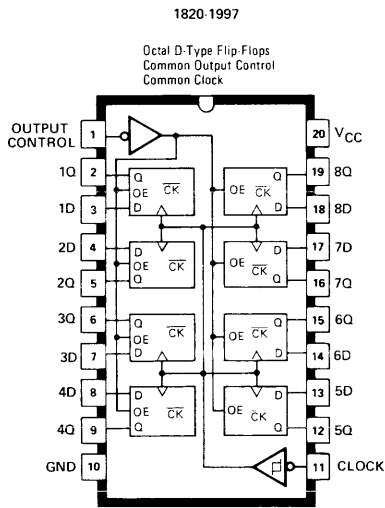 1820-1997
Octal D-Type Flip-Flops
Common Output Control
Common Clock
OUTPUT CONTROL 1 20 VCC
1Q 2 Q CK OE D Q CK OE D 19 8Q
1D 3 18 8D
2D 4 D OE CK Q D OE CK Q 17 7D
2Q 5 16 7Q
3Q 6 Q CK OE D Q CK OE D 15 6Q
3D 7 14 6D
4D 8 D OE CK Q D OE CK Q 13 5D
4Q 9 12 5Q
GND 10 11 CLOCK